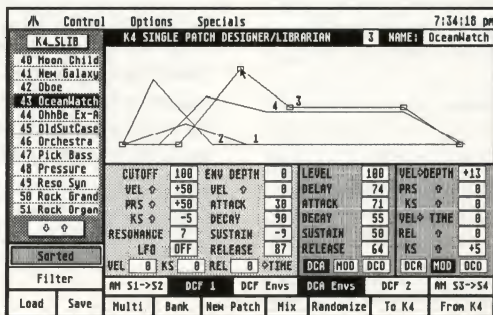 Control Options Specials 7:34:18 pm
K4_SLIB K4 SINGLE PATCH DESIGNER/LIBRARIAN 3 NAME: OceanWatch
40 Moon Child
41 New Galaxy
42 Oboe
43 OceanWatch
44 OhhBe Ex-A
45 OldSutCase
46 Orchestra
47 Pick Bass
48 Pressure
49 Reso Syn
50 Rock Grand
51 Rock Organ
Sorted
Filter
Load Save
3
4
2 1
CUTOFF 100 ENV DEPTH 0 LEVEL 100 VEL⬦DEPTH +13
VEL ⇧ +50 VEL ⇧ 0 DELAY 74 PRS ⇧ 0
PRS ⇧ +50 ATTACK 30 ATTACK 71 KS ⇧ 0
KS ⇧ -5 DECAY 90 DECAY 55 VEL⬦ TIME 0
RESONANCE 7 SUSTAIN -9 SUSTAIN 50 REL ⇧ 0
LFO OFF RELEASE 87 RELEASE 64 KS ⇧ +5
VEL 0 KS 0 REL 0 ⬦TIME DCA MOD DCO DCA MOD DCO
AM S1->S2 DCF 1 DCF Envs DCA Envs DCF 2 AM S3->S4
Multi Bank New Patch Mix Randomize To K4 From K4